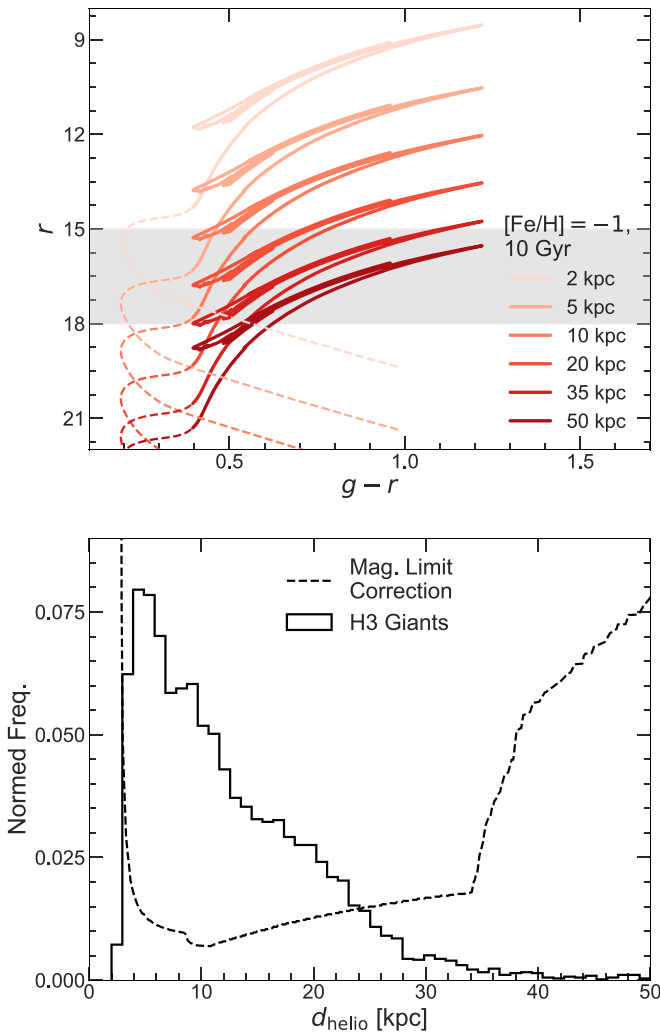 9
12
15
18
21
r
[Fe/H] = −1,
10 Gyr
2 kpc
5 kpc
10 kpc
20 kpc
35 kpc
50 kpc
0.5
1.0
1.5
g − r
0.075
0.050
0.025
0.000
Normed Freq.
Mag. Limit
Correction
H3 Giants
0
10
20
30
40
50
d_helio [kpc]